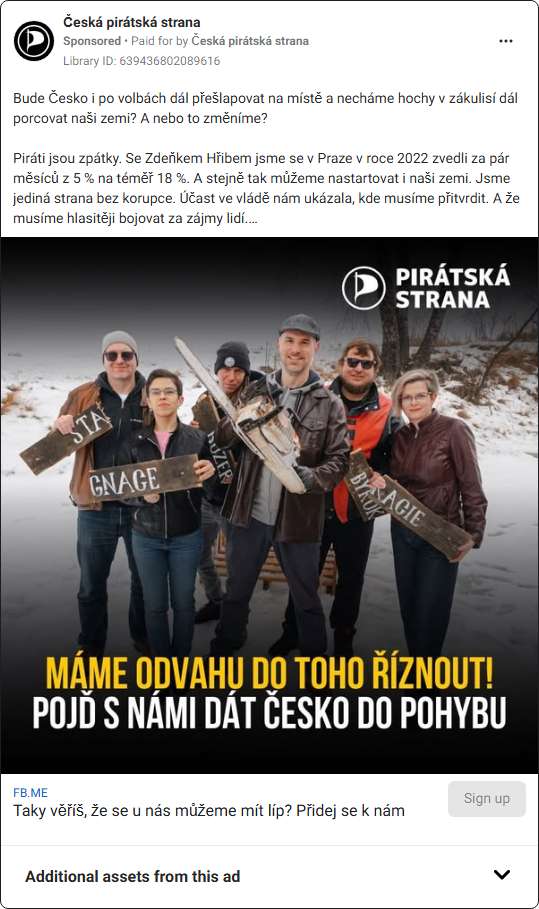 Česká pirátská strana
Sponsored • Paid for by Česká pirátská strana
Library ID: 639436802089616
Bude Česko i po volbách dál přešlapovat na místě a necháme hochy v zákulisí dál
porcovat naši zemi? A nebo to změníme?
Piráti jsou zpátky. Se Zdeňkem Hřibem jsme se v Praze v roce 2022 zvedli za pár
měsíců z 5 % na téměř 18 %. A stejně tak můžeme nastartovat i naši zemi. Jsme
jediná strana bez korupce. Účast ve vládě nám ukázala, kde musíme přitvrdit. A že
musíme hlasitěji bojovat za zájmy lidí....
PIRÁTSKÁ
STRANA
STA
GNAGE
BYROK
RAGIE
MÁME ODVAHU DO TOHO ŘÍZNOUT!
POJĎ S NÁMI DÁT ČESKO DO POHYBU
FB.ME
Taky věříš, že se u nás můžeme mít líp? Přidej se k nám
Sign up
Additional assets from this ad